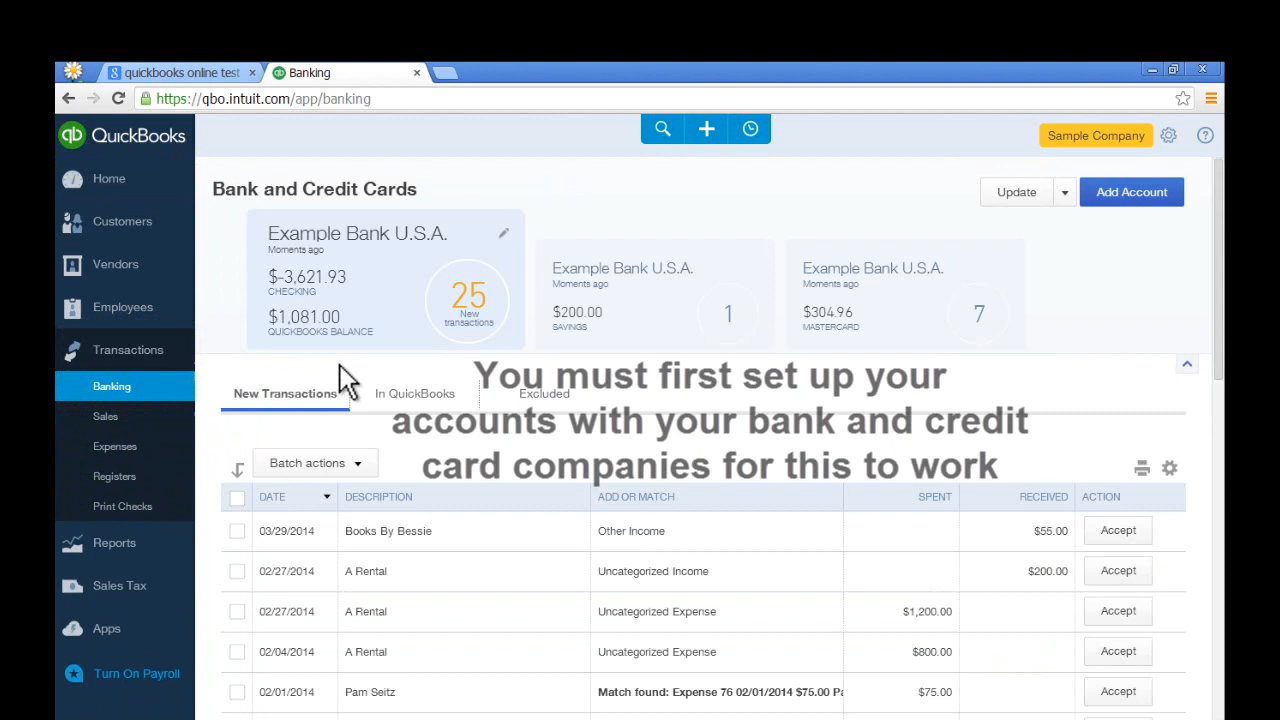 quickbooks online test
Banking
https://qbo.intuit.com/app/banking
qb QuickBooks
Sample Company
Home
Customers
Vendors
Employees
Transactions
Banking
Sales
Expenses
Registers
Print Checks
Reports
Sales Tax
Apps
Turn On Payroll
Bank and Credit Cards
Update
Add Account
Example Bank U.S.A.
Moments ago
$-3,621.93
CHECKING
$1,081.00
QUICKBOOKS BALANCE
25
New
transactions
Example Bank U.S.A.
Moments ago
$200.00
SAVINGS
1
Example Bank U.S.A.
Moments ago
$304.96
MASTERCARD
7
You must first set up your
accounts with your bank and credit
card companies for this to work
New Transactions In QuickBooks Excluded
Batch actions
DATE DESCRIPTION ADD OR MATCH SPENT RECEIVED ACTION
03/29/2014 Books By Bessie Other Income $55.00 Accept
02/27/2014 A Rental Uncategorized Income $200.00 Accept
02/27/2014 A Rental Uncategorized Expense $1,200.00 Accept
02/04/2014 A Rental Uncategorized Expense $800.00 Accept
02/01/2014 Pam Seitz Match found: Expense 76 02/01/2014 $75.00 Pa $75.00 Accept